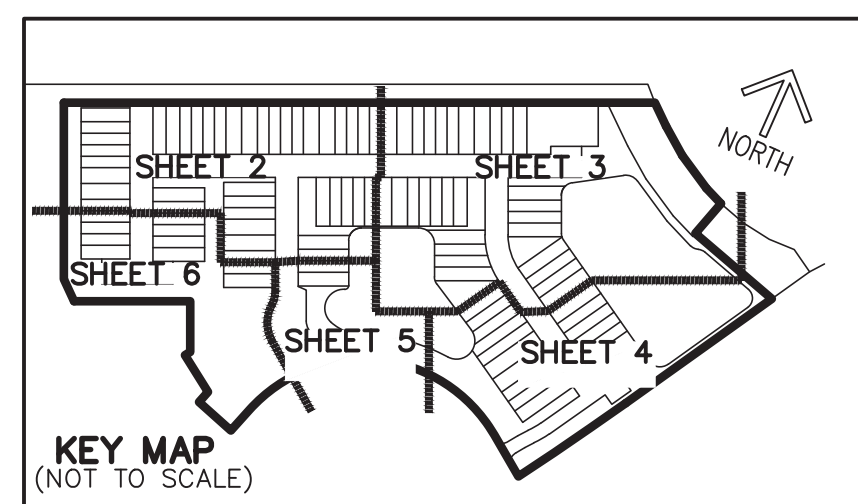 NORTH
SHEET 2
SHEET 3
SHEET 6
SHEET 5
SHEET 4
KEY MAP
(NOT TO SCALE)